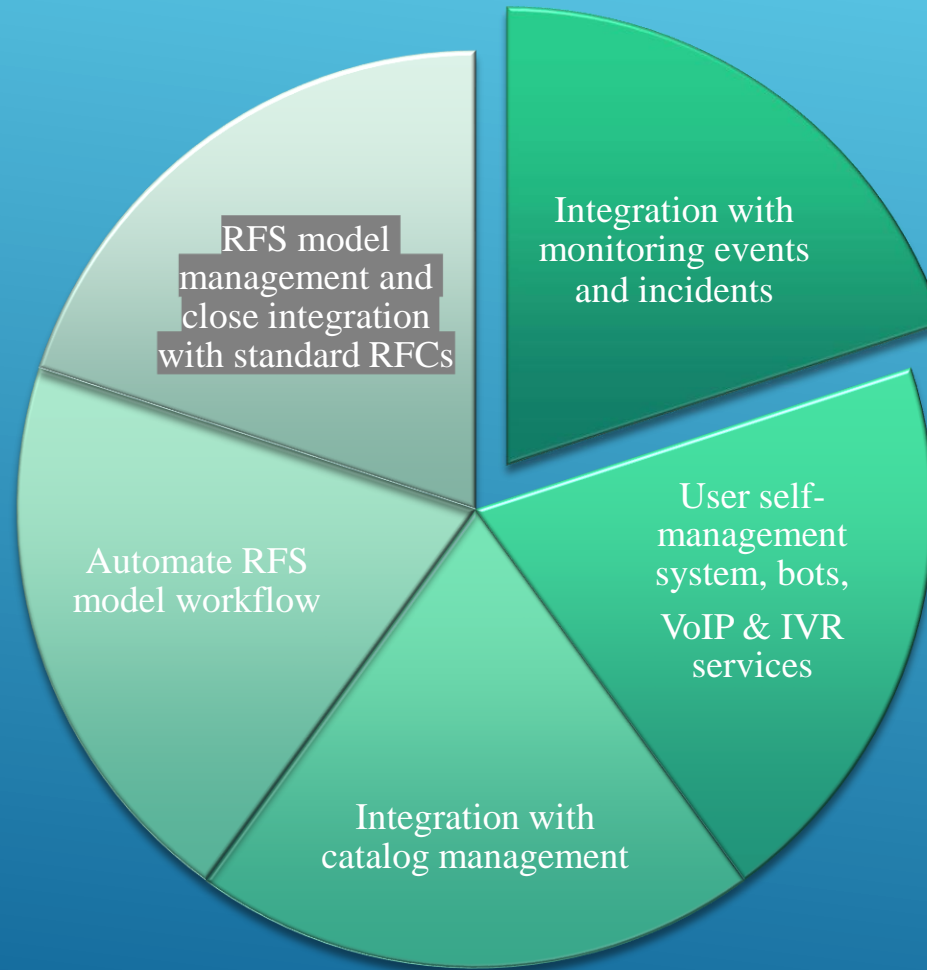 Integration with
monitoring events
and incidents
User self-
management
system, bots,
VoIP & IVR
services
Integration with
catalog management
Automate RFS
model workflow
RFS model
management and
close integration
with standard RFCs